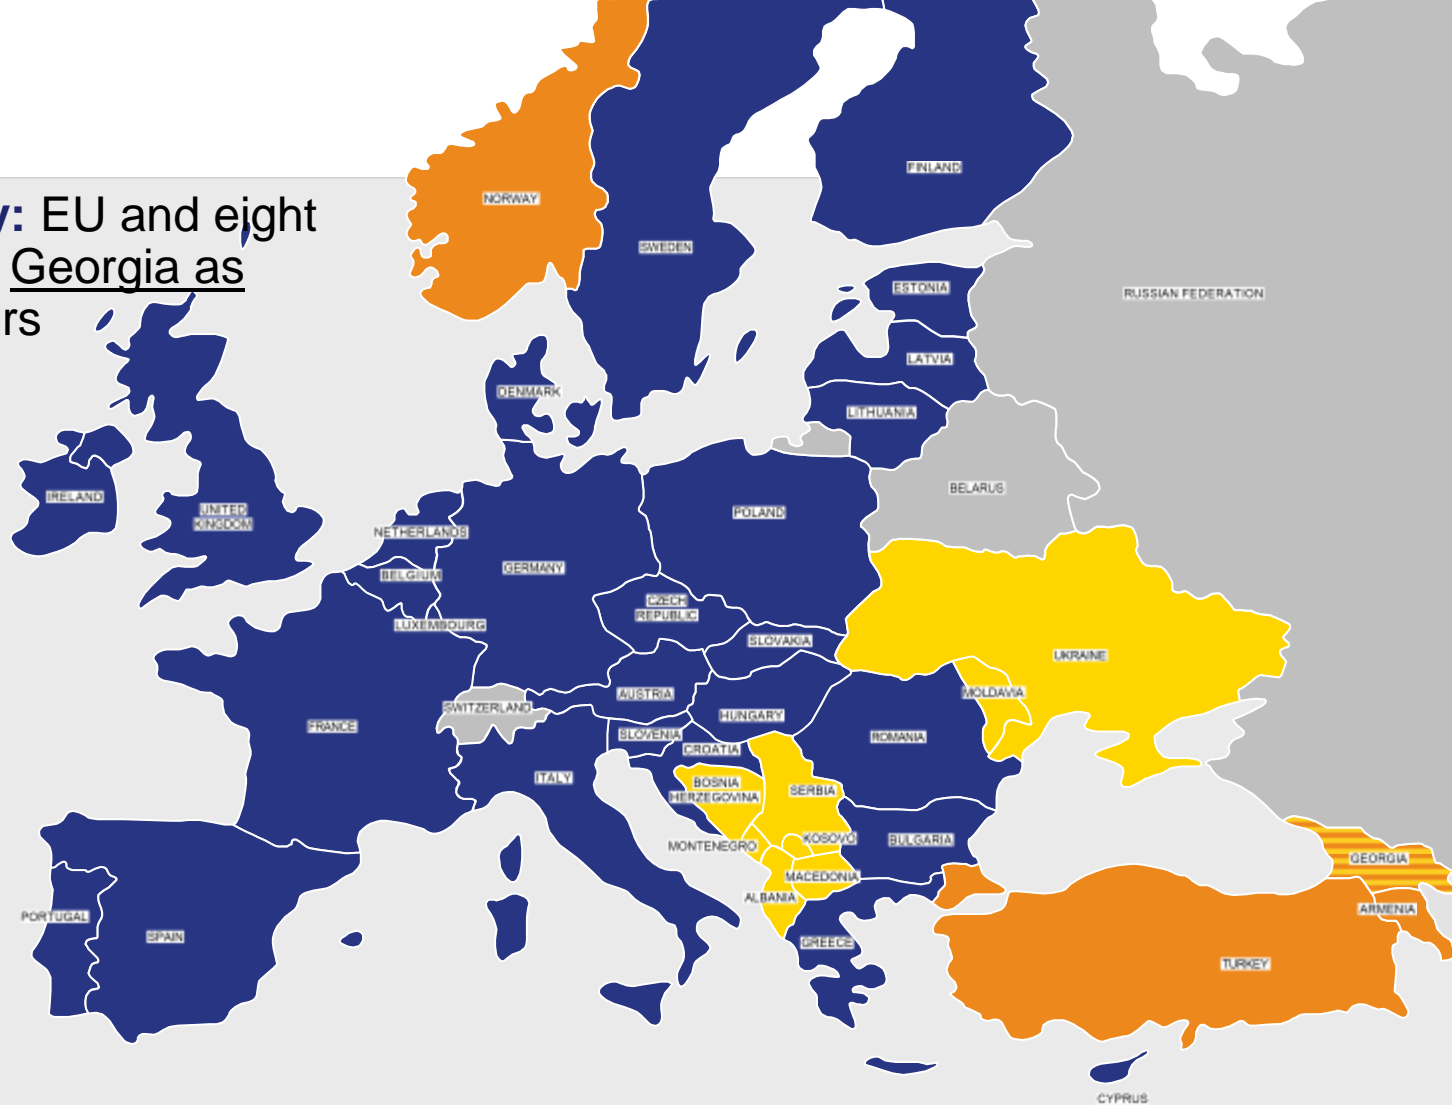 y: EU and eight
Georgia as
rs
NORWAY
FINLAND
SWEDEN
ESTONIA
RUSSIAN FEDERATION
LATVIA
DENMARK
LITHUANIA
BELARUS
IRELAND
UNITED
KINGDOM
POLAND
NETHERLANDS
GERMANY
BELGIUM
CZECH
REPUBLIC
LUXEMBOURG
SLOVAKIA
UKRAINE
AUSTRIA
MOLDAVIA
SWITZERLAND
HUNGARY
FRANCE
SLOVENIA
ROMANIA
CROATIA
ITALY
BOSNIA
HERZEGOVINA
SERBIA
KOSOVO
BULGARIA
MONTENEGRO
GEORGIA
MACEDONIA
ALBANIA
ARMENIA
PORTUGAL
SPAIN
GREECE
TURKEY
CYPRUS